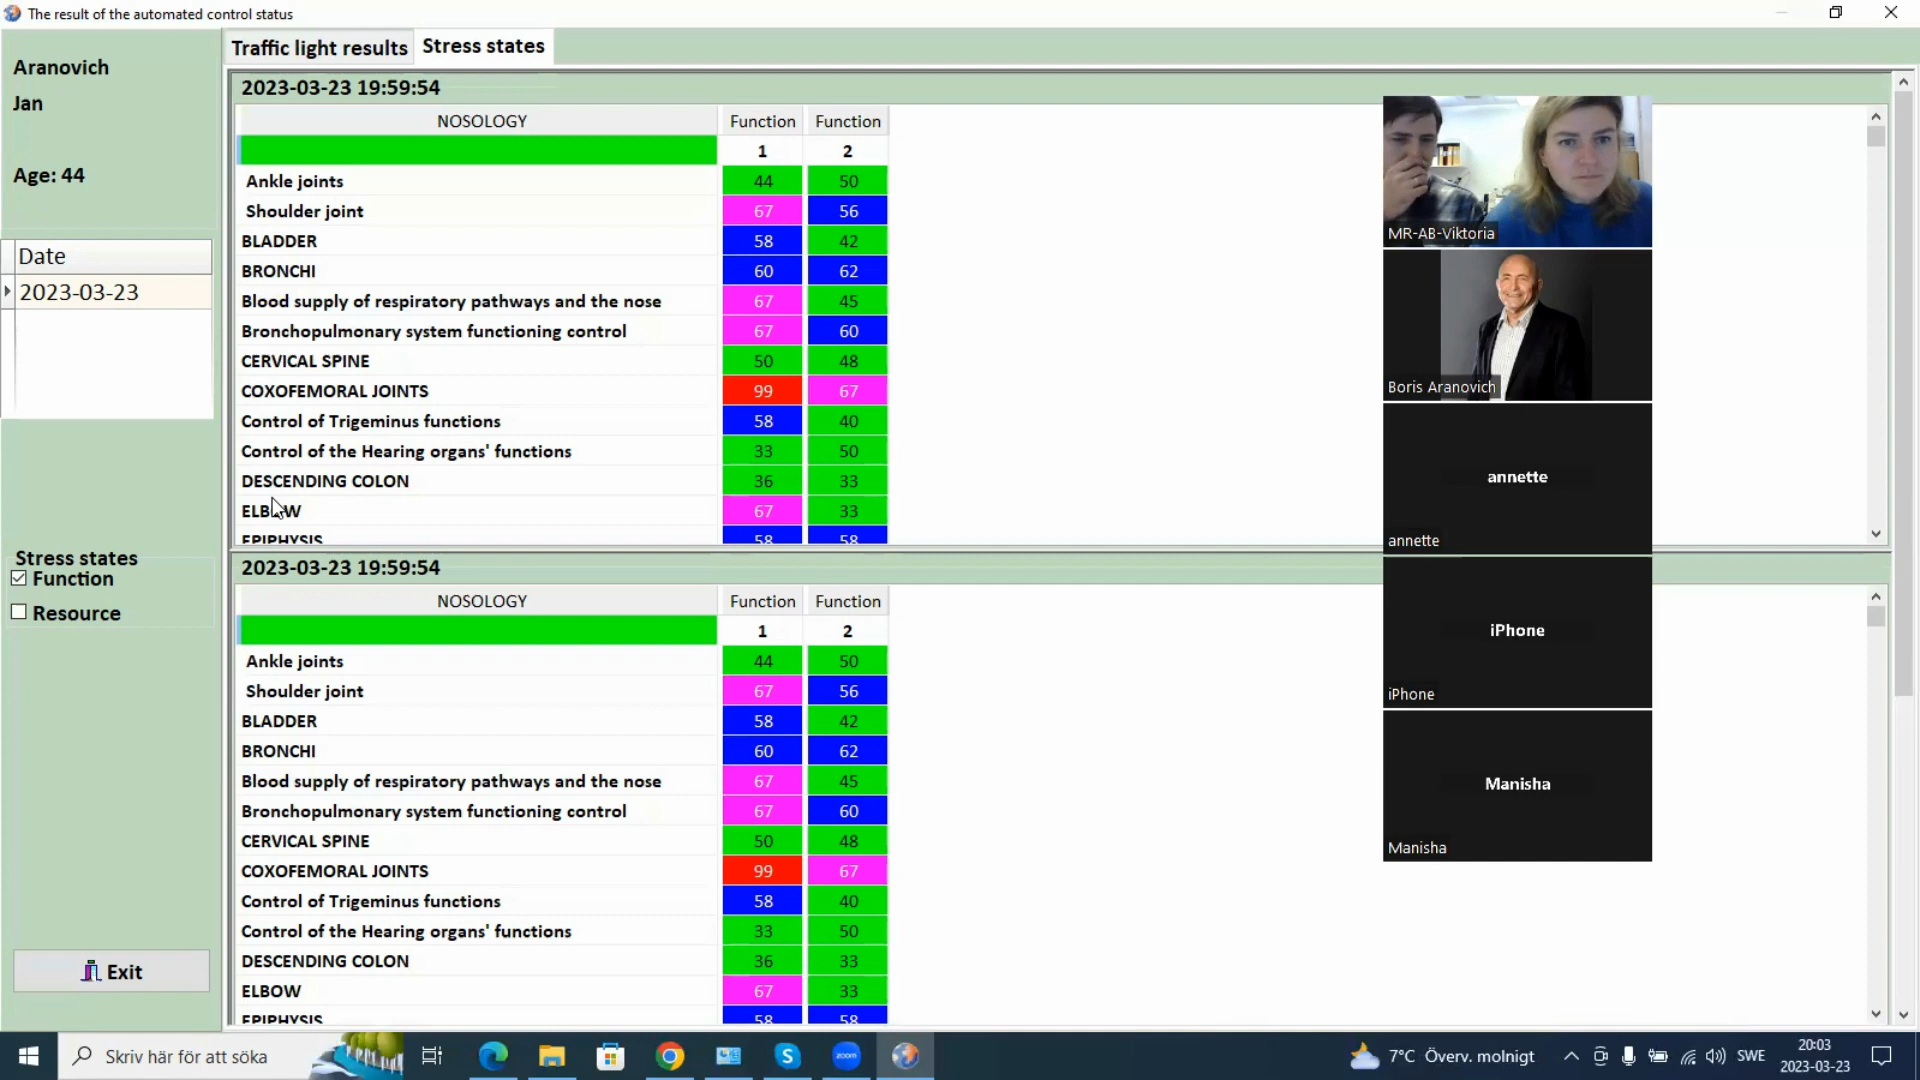 The result of the automated control status
Aranovich
Jan
Age: 44
Date
2023-03-23
Stress states
Function
Resource
Exit
Traffic light results
Stress states
2023-03-23 19:59:54
NOSOLOGY Function Function
1 2
Ankle joints 44 50
Shoulder joint 67 56
BLADDER 58 42
BRONCHI 60 62
Blood supply of respiratory pathways and the nose 67 45
Bronchopulmonary system functioning control 67 60
CERVICAL SPINE 50 48
COXOFEMORAL JOINTS 99 67
Control of Trigeminus functions 58 40
Control of the Hearing organs' functions 33 50
DESCENDING COLON 36 33
ELBOW 67 33
EPIPHYSIS 58 58
2023-03-23 19:59:54
NOSOLOGY Function Function
1 2
Ankle joints 44 50
Shoulder joint 67 56
BLADDER 58 42
BRONCHI 60 62
Blood supply of respiratory pathways and the nose 67 45
Bronchopulmonary system functioning control 67 60
CERVICAL SPINE 50 48
COXOFEMORAL JOINTS 99 67
Control of Trigeminus functions 58 40
Control of the Hearing organs' functions 33 50
DESCENDING COLON 36 33
ELBOW 67 33
EPIPHYSIS 58 58
MR-AB-Viktoria
Boris Aranovich
annette
annette
iPhone
iPhone
Manisha
Manisha
Skriv här för att söka
zoom
7°C Överv. molnigt
SWE
20:03
2023-03-23